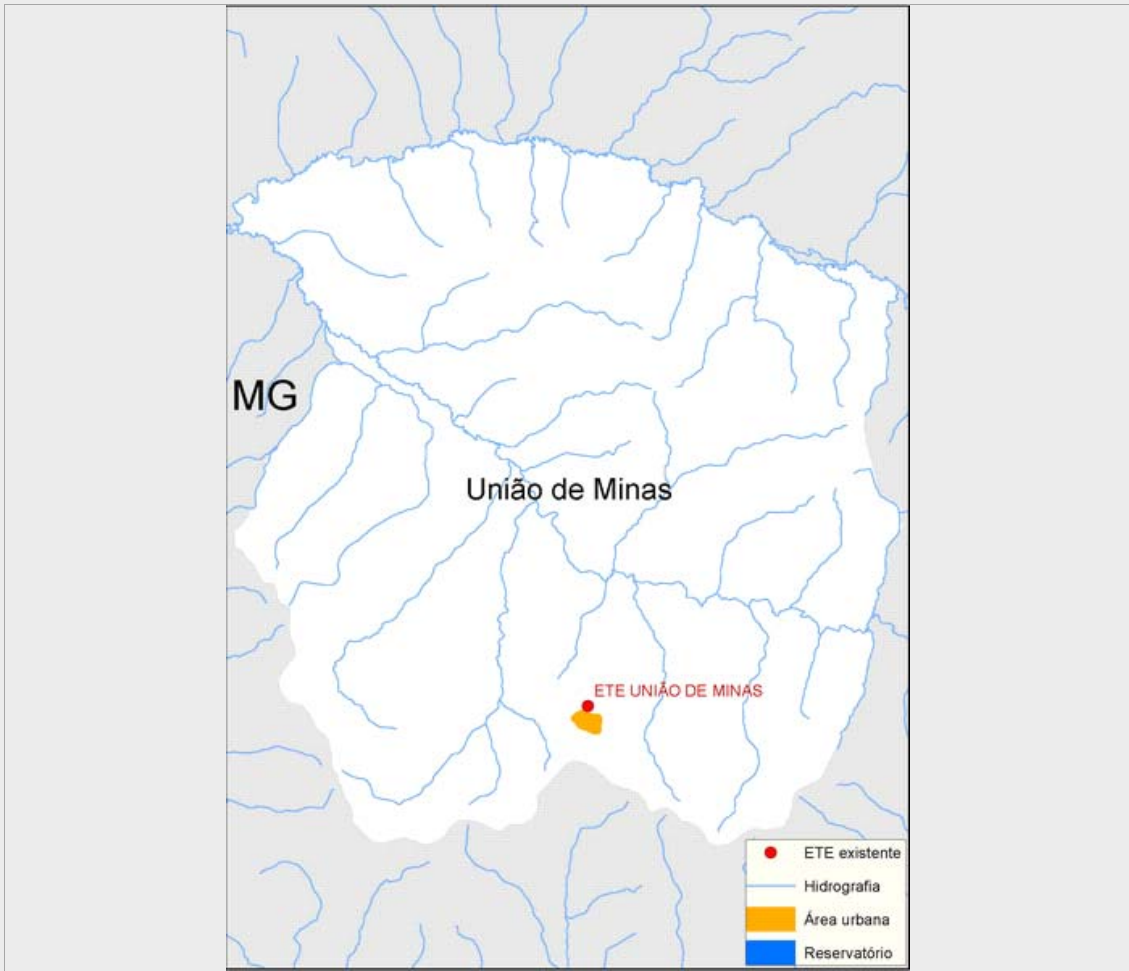 MG
União de Minas
ETE UNIÃO DE MINAS
ETE existente
Hidrografia
Área urbana
Reservatório